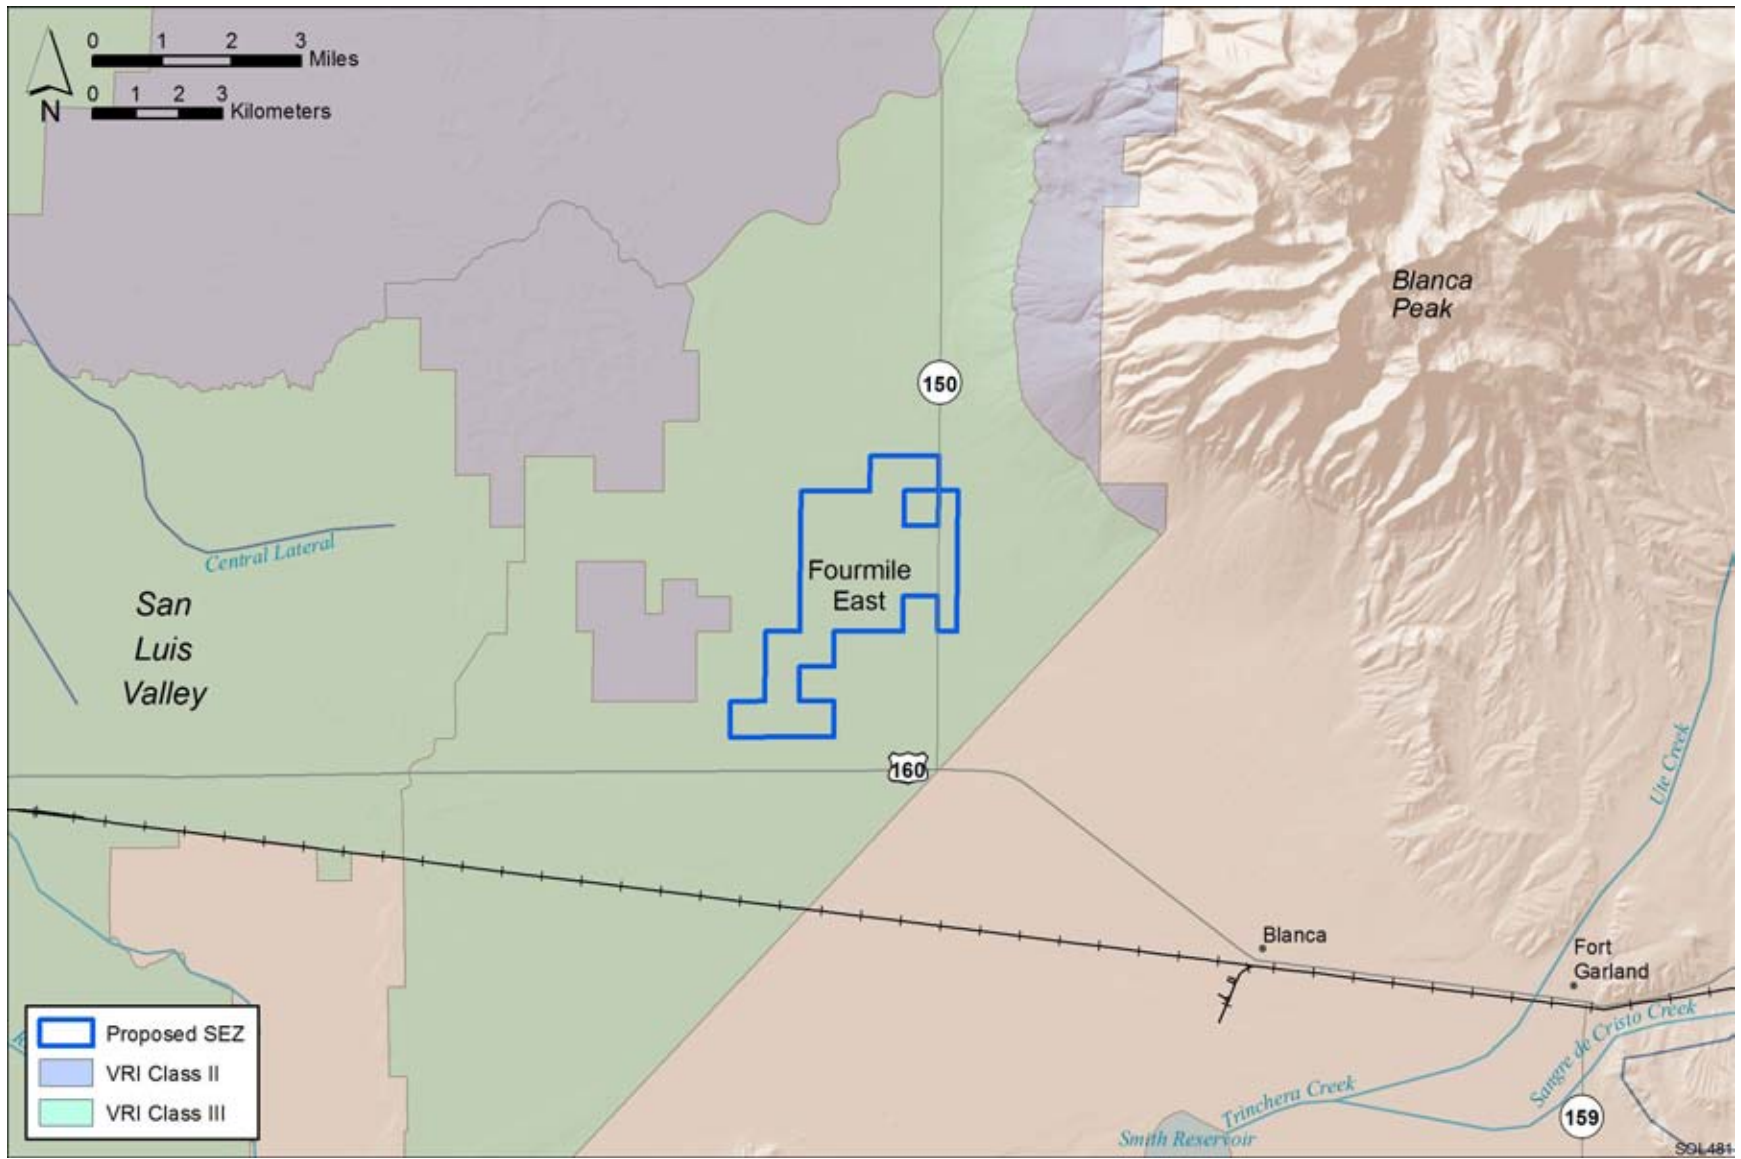 0 1 2 3
Miles
0 1 2 3
Kilometers
N
Blanca
Peak
150
Fourmile
East
Central Lateral
San
Luis
Valley
160
Ute Creek
Blanca
Fort
Garland
Sangre de Cristo Creek
Trinchera Creek
Smith Reservoir
159
Proposed SEZ
VRI Class II
VRI Class III
SOL481